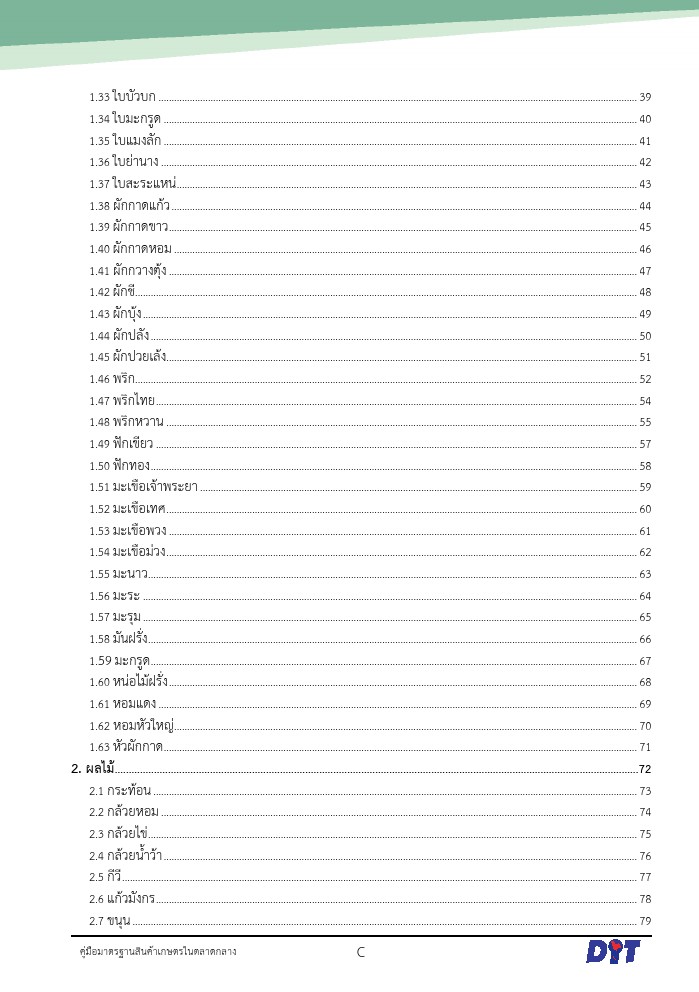 1.33 ใบบัวบก ........ 39
1.34 ใบมะกรูด ........ 40
1.35 ใบแมงลัก ........ 41
1.36 ใบย่านาง ........ 42
1.37 ใบสะระแหน่ ........ 43
1.38 ผักกาดแก้ว ........ 44
1.39 ผักกาดขาว ........ 45
1.40 ผักกาดหอม ........ 46
1.41 ผักกวางตุ้ง ........ 47
1.42 ผักชี ........ 48
1.43 ผักบุ้ง ........ 49
1.44 ผักปลัง ........ 50
1.45 ผักปวยเล้ง ........ 51
1.46 พริก ........ 52
1.47 พริกไทย ........ 54
1.48 พริกหวาน ........ 55
1.49 ฟักเขียว ........ 57
1.50 ฟักทอง ........ 58
1.51 มะเขือเจ้าพระยา ........ 59
1.52 มะเขือเทศ ........ 60
1.53 มะเขือพวง ........ 61
1.54 มะเขือม่วง ........ 62
1.55 มะนาว ........ 63
1.56 มะระ ........ 64
1.57 มะรุม ........ 65
1.58 มันฝรั่ง ........ 66
1.59 มะกรูด ........ 67
1.60 หน่อไม้ฝรั่ง ........ 68
1.61 หอมแดง ........ 69
1.62 หอมหัวใหญ่ ........ 70
1.63 หัวผักกาด ........ 71
2. ผลไม้ ........ 72
2.1 กระท้อน ........ 73
2.2 กล้วยหอม ........ 74
2.3 กล้วยไข่ ........ 75
2.4 กล้วยน้ำว้า ........ 76
2.5 กีวี ........ 77
2.6 แก้วมังกร ........ 78
2.7 ขนุน ........ 79
คู่มือมาตรฐานสินค้าเกษตรในตลาดกลาง C DIT